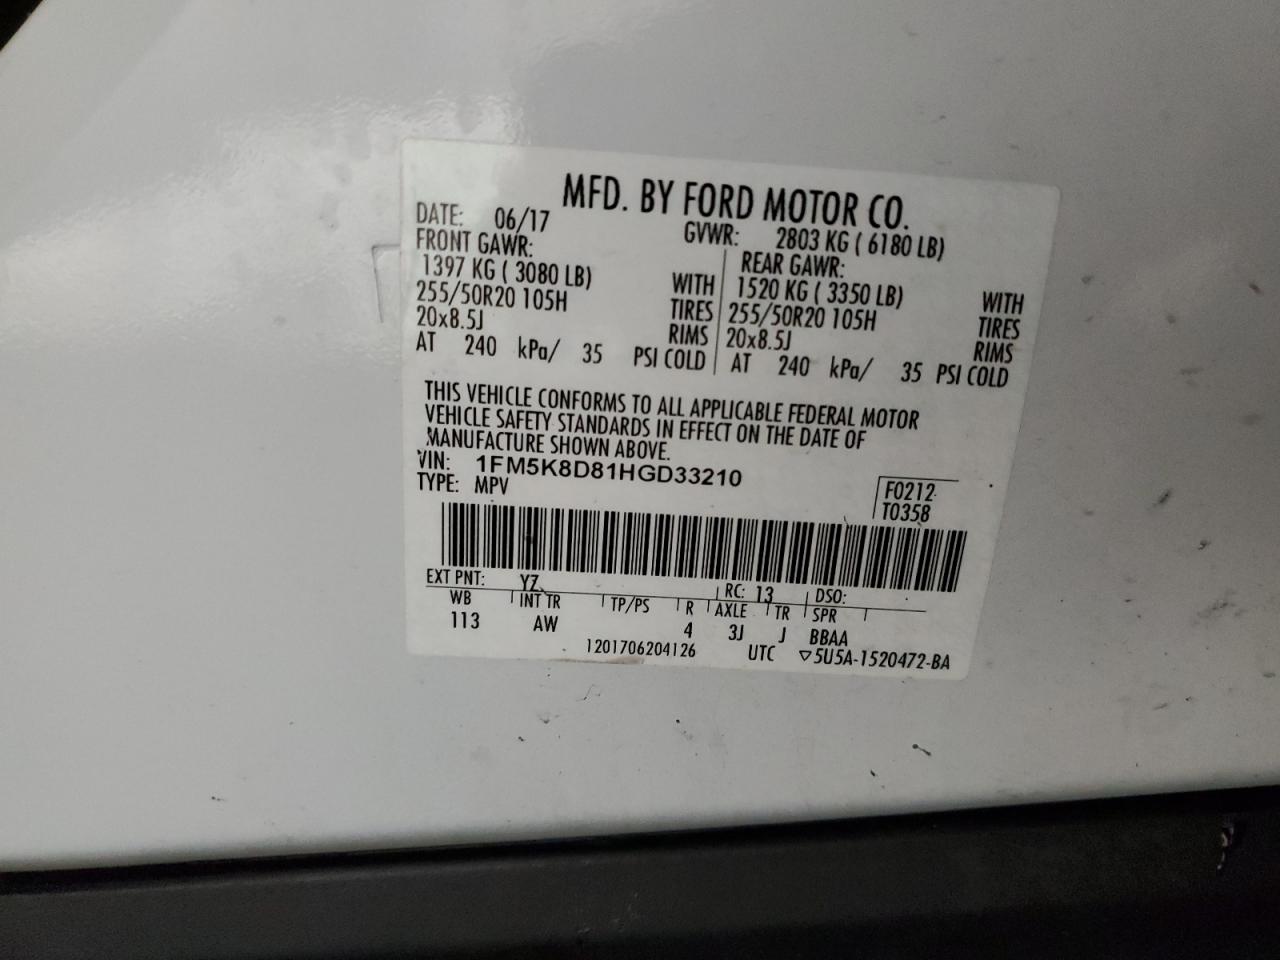 MFD. BY FORD MOTOR CO.
DATE: 06/17 GVWR: 2803 KG ( 6180 LB)
FRONT GAWR: REAR GAWR:
1397 KG ( 3080 LB) WITH 1520 KG ( 3350 LB) WITH
255/50R20 105H TIRES 255/50R20 105H TIRES
20x8.5J RIMS 20x8.5J RIMS
AT 240 kPa/ 35 PSI COLD AT 240 kPa/ 35 PSI COLD
THIS VEHICLE CONFORMS TO ALL APPLICABLE FEDERAL MOTOR
VEHICLE SAFETY STANDARDS IN EFFECT ON THE DATE OF
MANUFACTURE SHOWN ABOVE.
VIN: 1FM5K8D81HGD33210
TYPE: MPV F0212
T0358
EXT PNT: YZ RC: 13 DSO:
WB INT TR TP/PS R AXLE TR SPR
113 AW 4 3J J BBAA
1201706204126 UTC ▽5U5A-1520472-BA